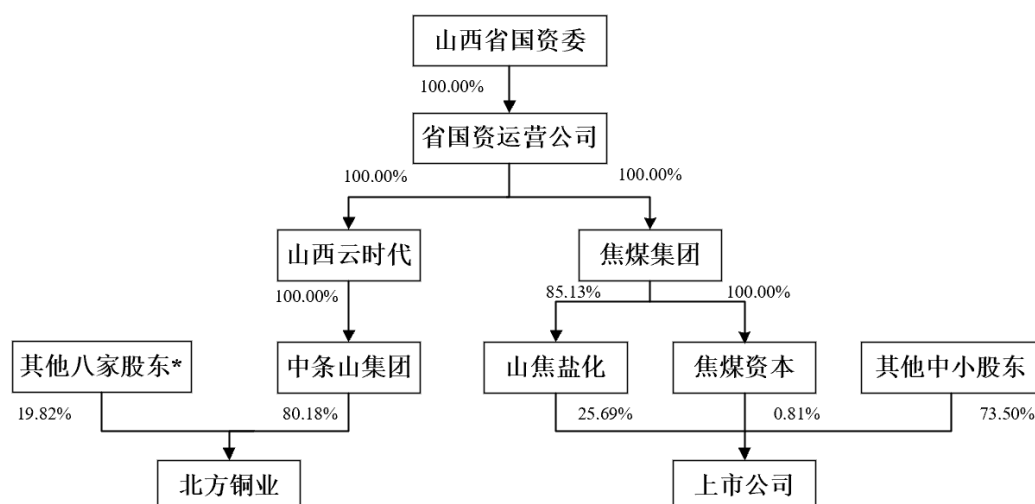 山西省国资委
100.00%
省国资运营公司
100.00% 100.00%
山西云时代 焦煤集团
100.00% 85.13% 100.00%
其他八家股东* 中条山集团 山焦盐化 焦煤资本 其他中小股东
19.82% 80.18% 25.69% 0.81% 73.50%
北方铜业 上市公司